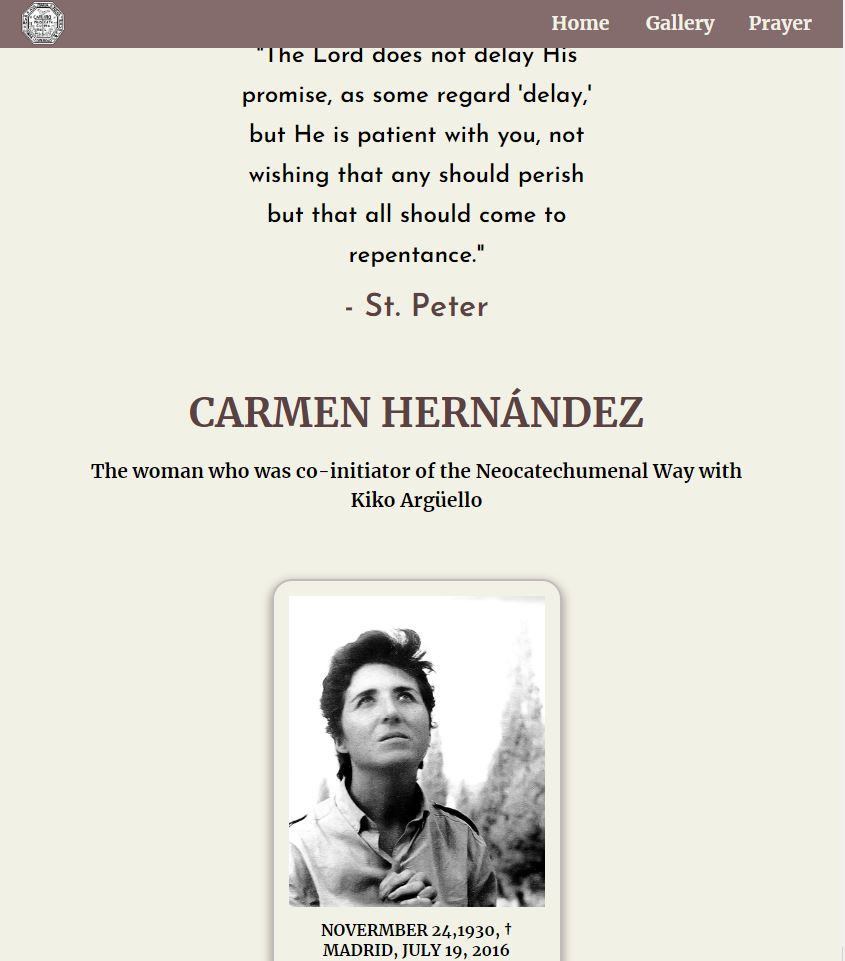 Home Gallery Prayer
"The Lord does not delay His
promise, as some regard 'delay,'
but He is patient with you, not
wishing that any should perish
but that all should come to
repentance."
- St. Peter
CARMEN HERNÁNDEZ
The woman who was co-initiator of the Neocatechumenal Way with
Kiko Argüello
NOVERMBER 24,1930, †
MADRID, JULY 19, 2016